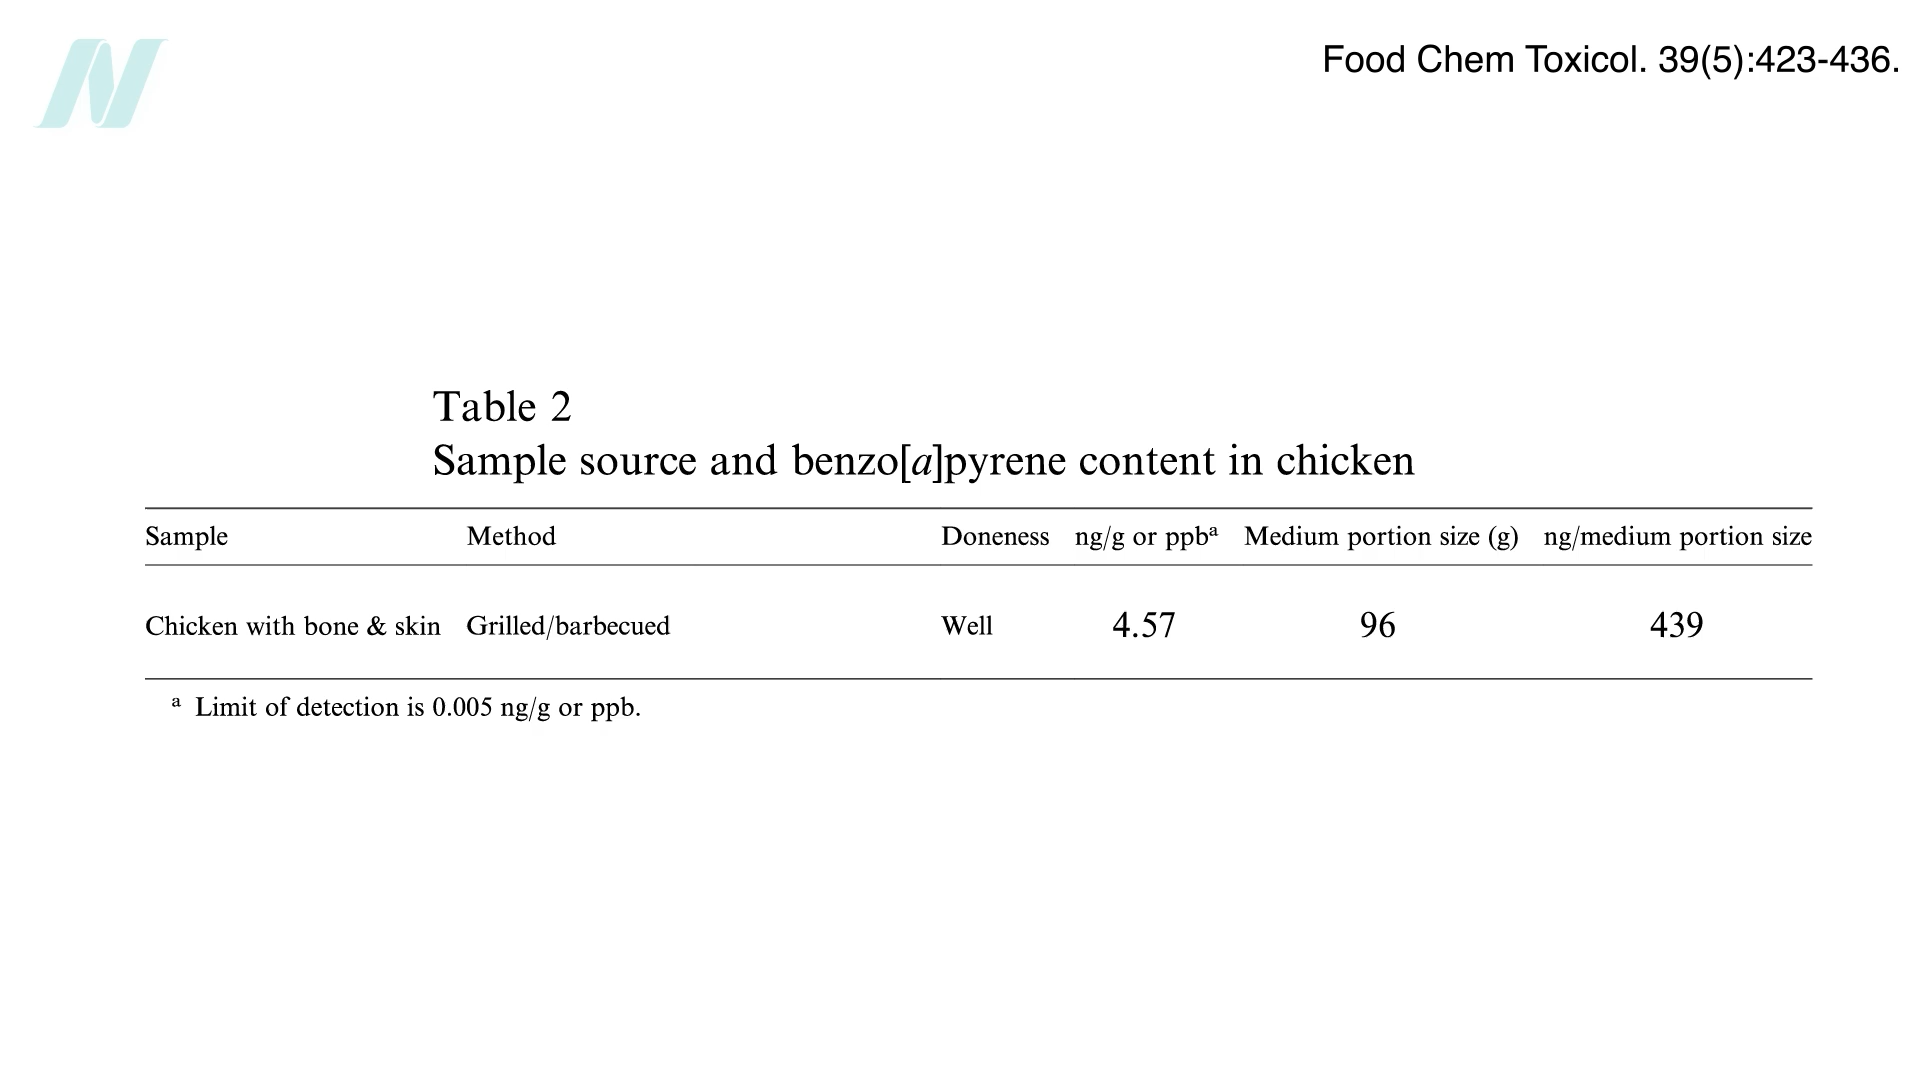 Food Chem Toxicol. 39(5):423-436.
Table 2
Sample source and benzo[a]pyrene content in chicken
Sample Method Doneness ng/g or ppbᵃ Medium portion size (g) ng/medium portion size
Chicken with bone & skin Grilled/barbecued Well 4.57 96 439
ᵃ Limit of detection is 0.005 ng/g or ppb.